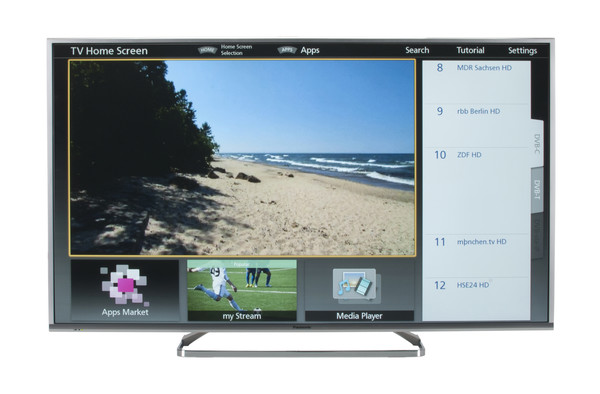 TV Home Screen
HOME
Home Screen
Selection
APPS
Apps
Search
Tutorial
Settings
8 MDR Sachsen HD
9 rbb Berlin HD
10 ZDF HD
11 mþnchen.tv HD
12 HSE24 HD
DVB-C
DVB-T
Apps Market
my Stream
Media Player
Panasonic